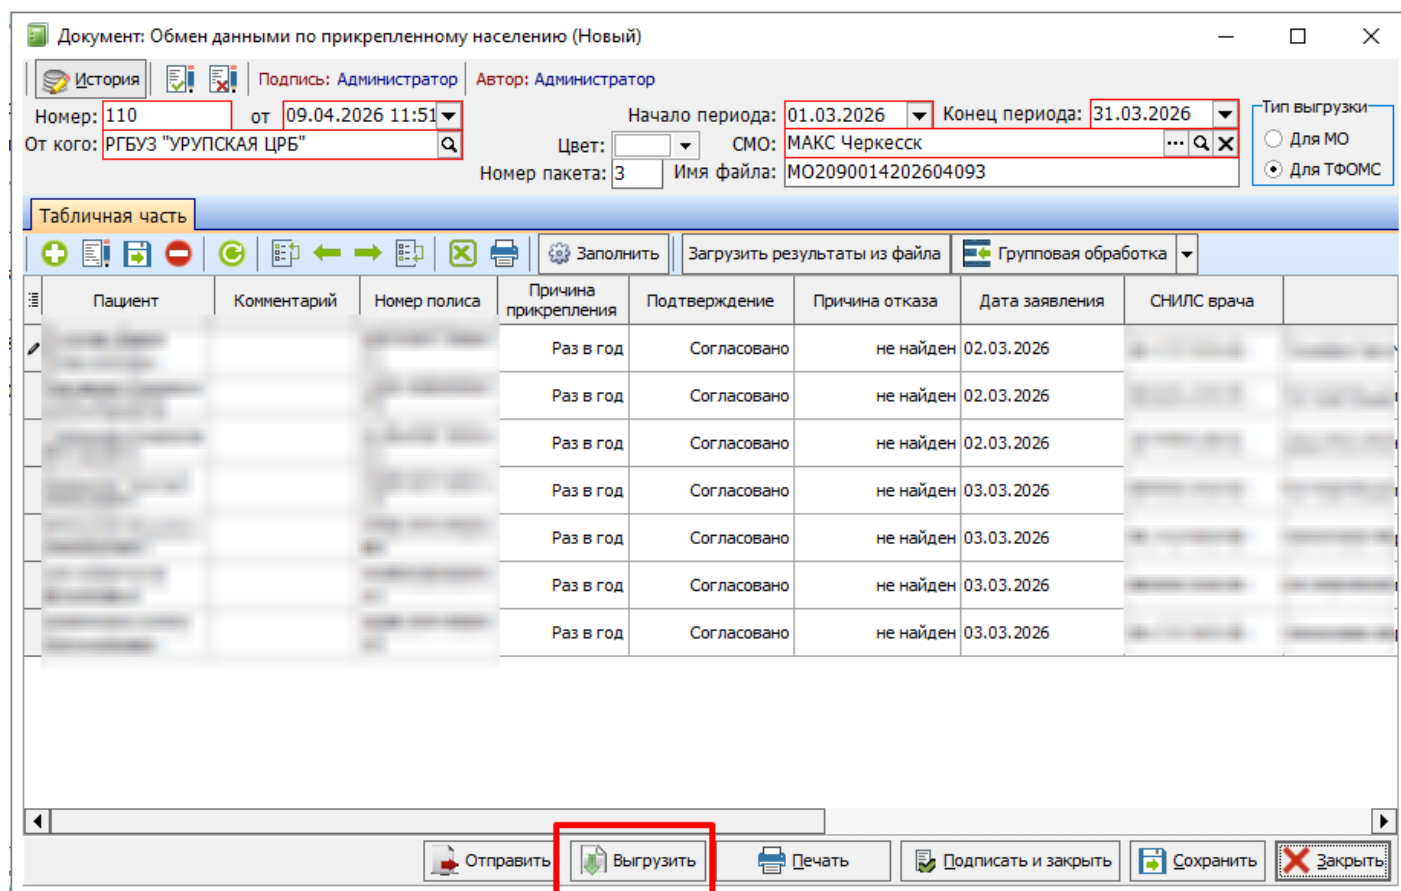 Документ: Обмен данными по прикрепленному населению (Новый)
История Подпись: Администратор Автор: Администратор
Номер: 110 от 09.04.2026 11:51 Начало периода: 01.03.2026 Конец периода: 31.03.2026 Тип выгрузки
От кого: РГБУЗ "УРУПСКАЯ ЦРБ" Цвет: СМО: МАКС Черкесск Для МО
Номер пакета: 3 Имя файла: MO2090014202604093 Для ТФОМС
Табличная часть
Заполнить Загрузить результаты из файла Групповая обработка
Пациент Комментарий Номер полиса Причина прикрепления Подтверждение Причина отказа Дата заявления СНИЛС врача
Раз в год Согласовано не найден 02.03.2026
Раз в год Согласовано не найден 02.03.2026
Раз в год Согласовано не найден 02.03.2026
Раз в год Согласовано не найден 03.03.2026
Раз в год Согласовано не найден 03.03.2026
Раз в год Согласовано не найден 03.03.2026
Раз в год Согласовано не найден 03.03.2026
Отправить Выгрузить Печать Подписать и закрыть Сохранить Закрыть